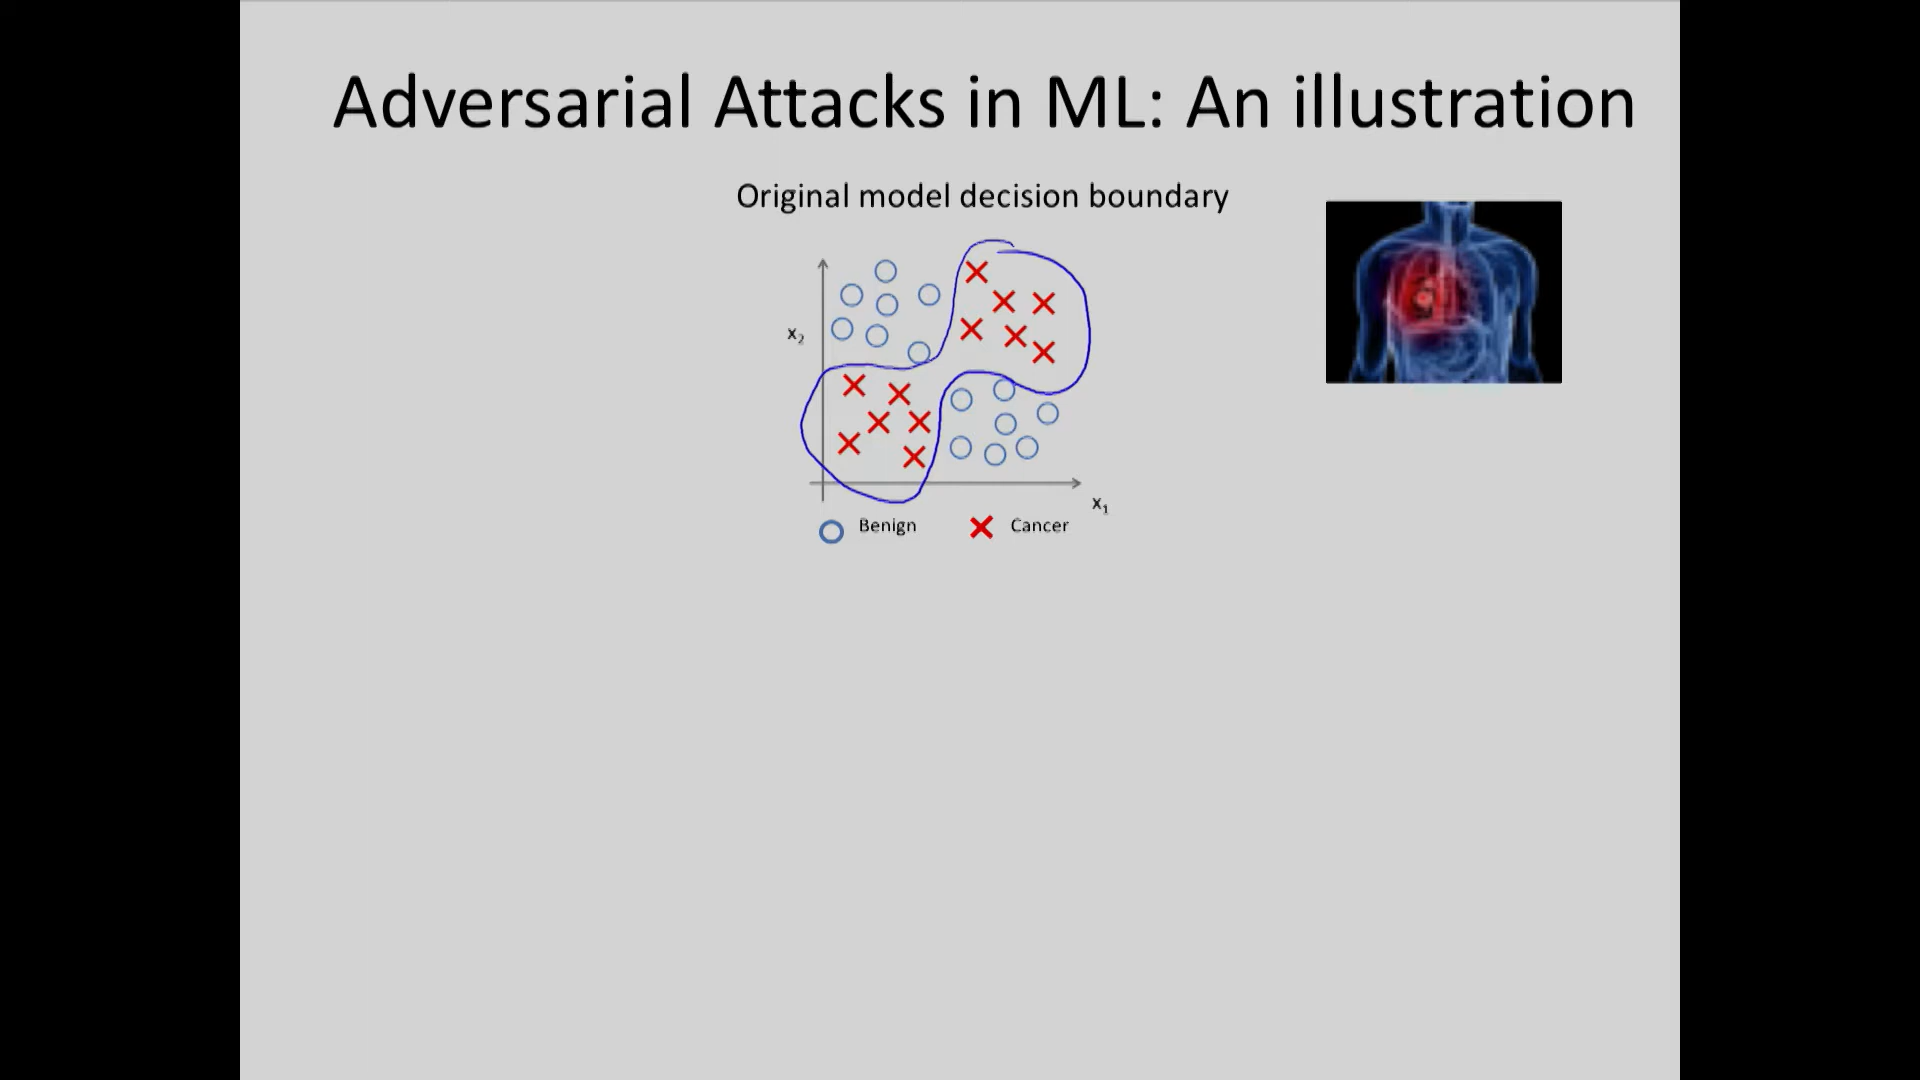 Adversarial Attacks in ML: An illustration
Original model decision boundary
x₂
x₁
Benign
Cancer